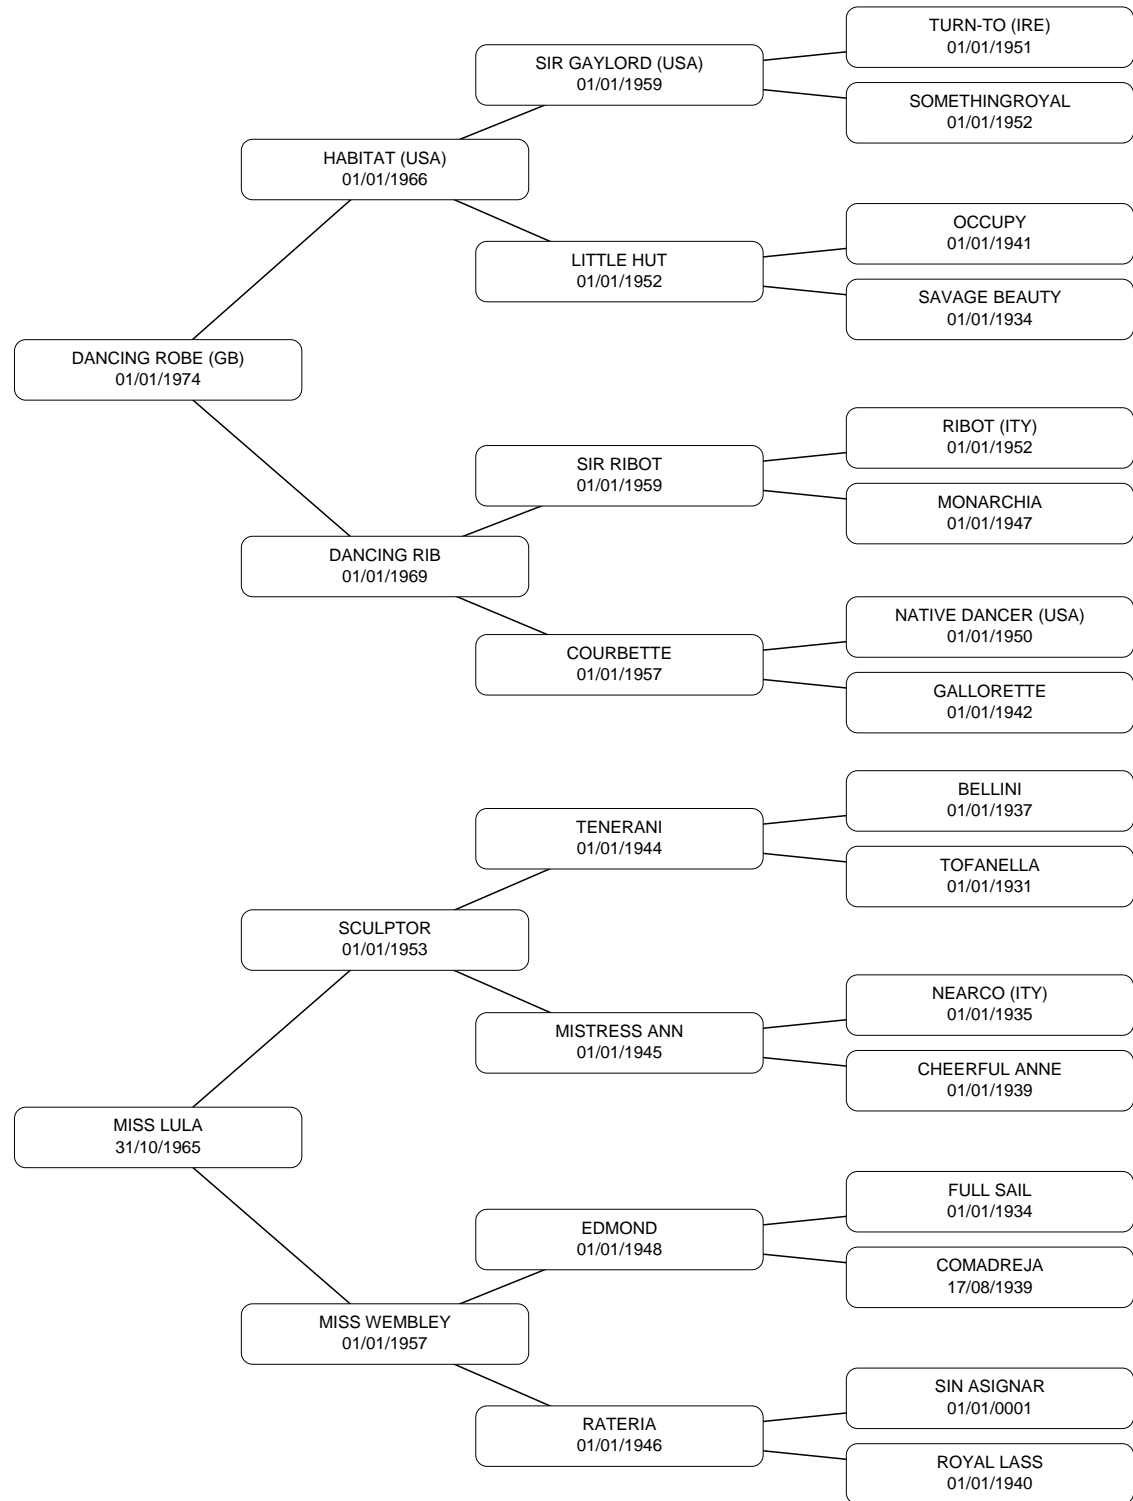 TURN-TO (IRE)
01/01/1951
SIR GAYLORD (USA)
01/01/1959
SOMETHINGROYAL
01/01/1952
HABITAT (USA)
01/01/1966
OCCUPY
01/01/1941
LITTLE HUT
01/01/1952
SAVAGE BEAUTY
01/01/1934
DANCING ROBE (GB)
01/01/1974
RIBOT (ITY)
01/01/1952
SIR RIBOT
01/01/1959
MONARCHIA
01/01/1947
DANCING RIB
01/01/1969
NATIVE DANCER (USA)
01/01/1950
COURBETTE
01/01/1957
GALLORETTE
01/01/1942
BELLINI
01/01/1937
TENERANI
01/01/1944
TOFANELLA
01/01/1931
SCULPTOR
01/01/1953
NEARCO (ITY)
01/01/1935
MISTRESS ANN
01/01/1945
CHEERFUL ANNE
01/01/1939
MISS LULA
31/10/1965
FULL SAIL
01/01/1934
EDMOND
01/01/1948
COMADREJA
17/08/1939
MISS WEMBLEY
01/01/1957
SIN ASIGNAR
01/01/0001
RATERIA
01/01/1946
ROYAL LASS
01/01/1940